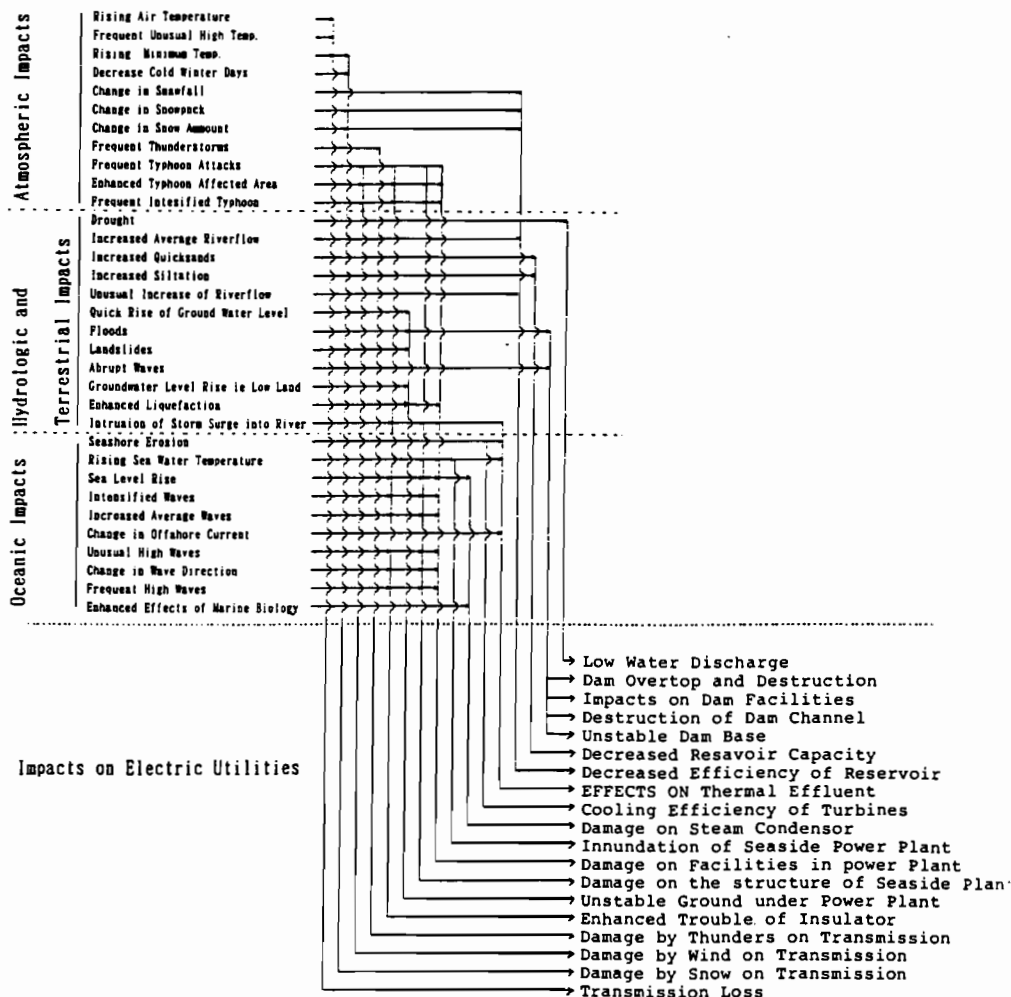 Atmospheric Impacts
Rising Air Temperature
Frequent Unusual High Temp.
Rising Minimum Temp.
Decrease Cold Winter Days
Change in Snowfall
Change in Snowpack
Change in Snow Ammount
Frequent Thunderstorms
Frequent Typhoon Attacks
Enhanced Typhoon Affected Area
Frequent Intesified Typhoon
Hydrologic and
Terrestrial Impacts
Drought
Increased Average Riverflow
Increased Quicksands
Increased Siltation
Unusual Increase of Riverflow
Quick Rise of Ground Water Level
Floods
Landslides
Abrupt Waves
Groundwater Level Rise ie Low Land
Enhanced Liquefaction
Intrusion of Storm Surge into River
Oceanic Impacts
Seashore Erosion
Rising Sea Water Temperature
Sea Level Rise
Intensified Waves
Increased Average Waves
Change in Offshore Current
Unusual High Waves
Change in Wave Direction
Frequent High Waves
Enhanced Effects of Marine Biology
Impacts on Electric Utilities
Low Water Discharge
Dam Overtop and Destruction
Impacts on Dam Facilities
Destruction of Dam Channel
Unstable Dam Base
Decreased Resavoir Capacity
Decreased Efficiency of Reservoir
EFFECTS ON Thermal Effluent
Cooling Efficiency of Turbines
Damage on Steam Condensor
Innundation of Seaside Power Plant
Damage on Facilities in power Plant
Damage on the structure of Seaside Plan
Unstable Ground under Power Plant
Enhanced Trouble of Insulator
Damage by Thunders on Transmission
Damage by Wind on Transmission
Damage by Snow on Transmission
Transmission Loss